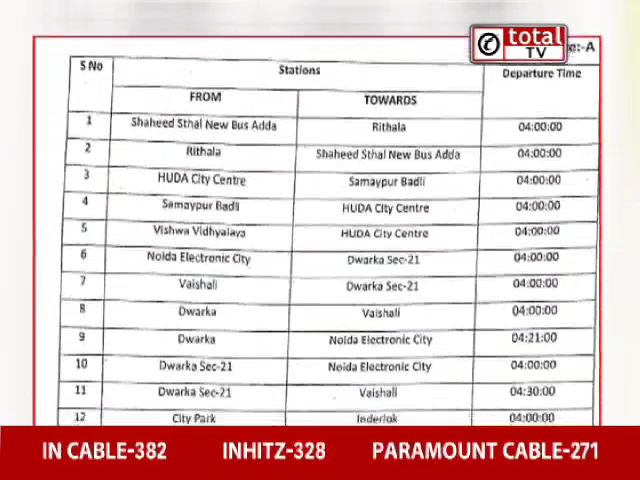 total
TV
e:-A
S No Stations Departure Time
FROM TOWARDS
1 Shaheed Sthal New Bus Adda Rithala 04:00:00
2 Rithala Shaheed Sthal New Bus Adda 04:00:00
3 HUDA City Centre Samaypur Badli 04:00:00
4 Samaypur Badli HUDA City Centre 04:00:00
5 Vishwa Vidhyalaya HUDA City Centre 04:00:00
6 Noida Electronic City Dwarka Sec-21 04:00:00
7 Vaishali Dwarka Sec-21 04:00:00
8 Dwarka Vaishali 04:00:00
9 Dwarka Noida Electronic City 04:21:00
10 Dwarka Sec-21 Noida Electronic City 04:00:00
11 Dwarka Sec-21 Vaishali 04:30:00
12 City Park Inderlok 04:00:00
IN CABLE-382 INHITZ-328 PARAMOUNT CABLE-271